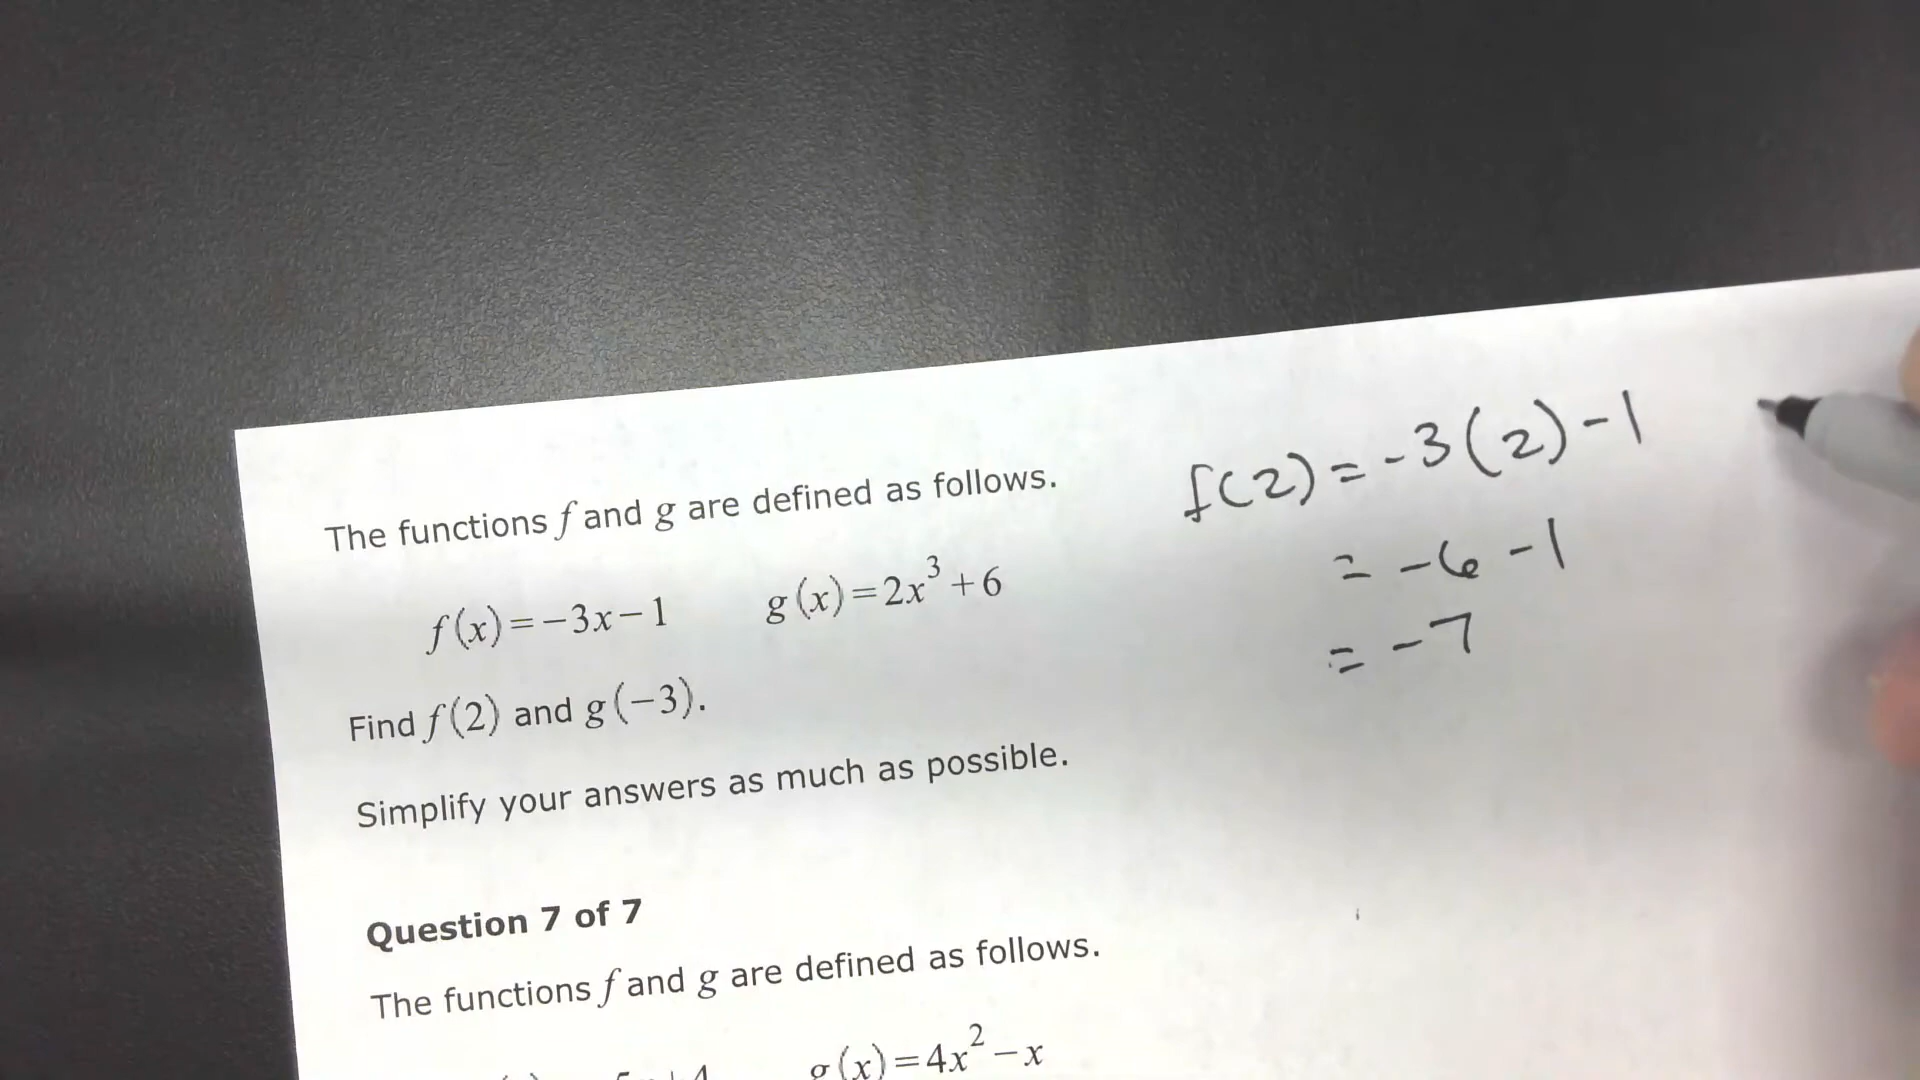 The functions f and g are defined as follows.
f(x)=−3x−1 g(x)=2x³+6
Find f(2) and g(−3).
Simplify your answers as much as possible.
f(2)=-3(2)-1
= -6-1
= -7
Question 7 of 7
The functions f and g are defined as follows.
g(x)=4x²−x